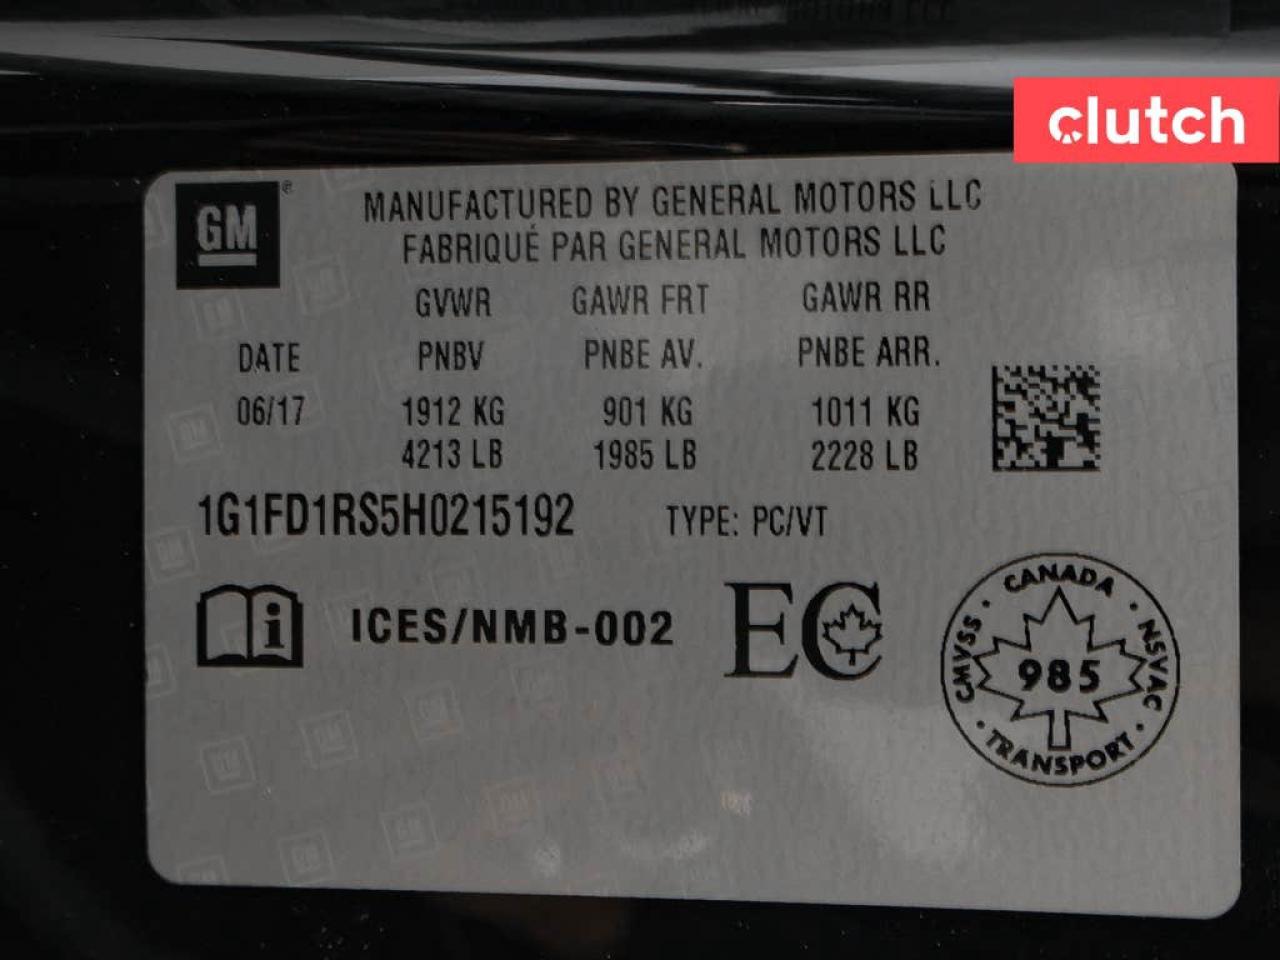 clutch
GM ®
MANUFACTURED BY GENERAL MOTORS LLC
FABRIQUÉ PAR GENERAL MOTORS LLC
GVWR GAWR FRT GAWR RR
DATE PNBV PNBE AV. PNBE ARR.
06/17 1912 KG 901 KG 1011 KG
4213 LB 1985 LB 2228 LB
1G1FD1RS5H0215192 TYPE: PC/VT
i ICES/NMB-002 EC
CANADA
CMVSS · 985 · NSVAC
· TRANSPORT ·